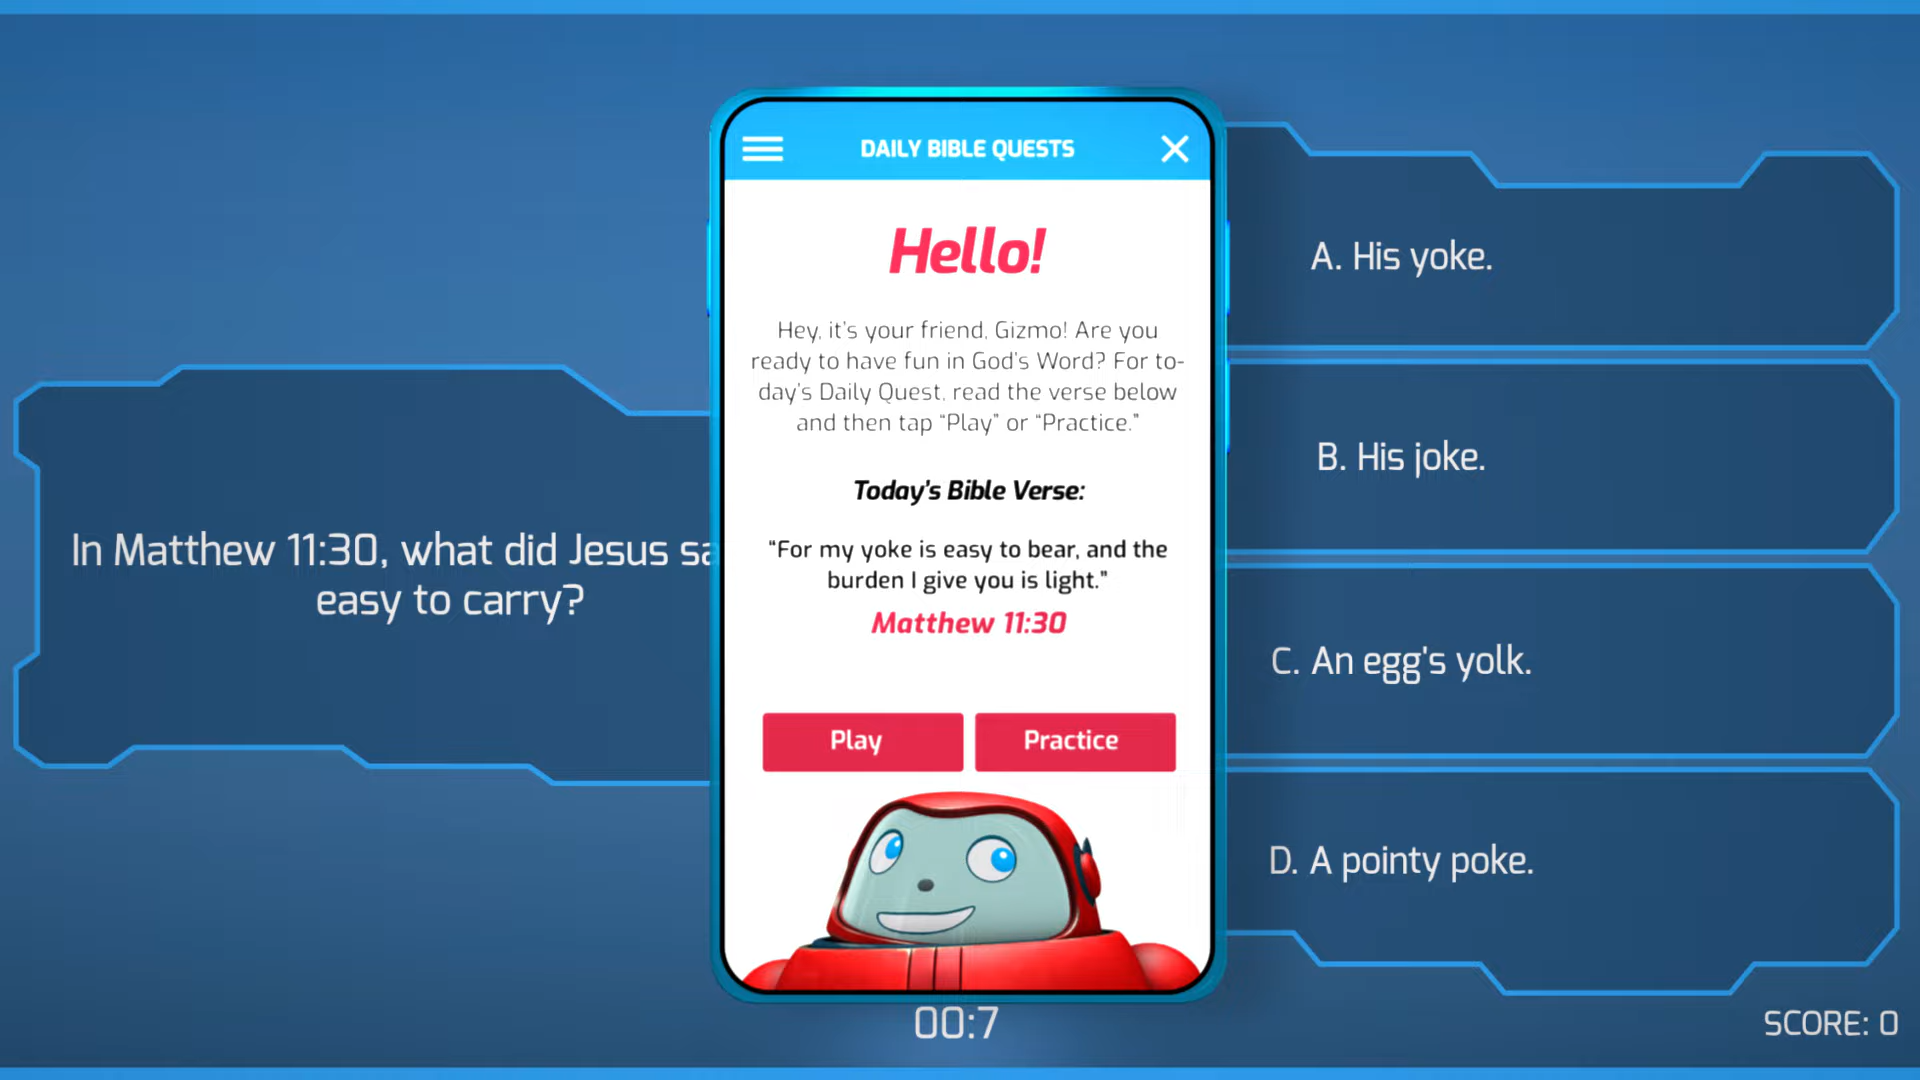 DAILY BIBLE QUESTS
Hello!
Hey, it's your friend, Gizmo! Are you
ready to have fun in God's Word? For to-
day's Daily Quest, read the verse below
and then tap “Play” or “Practice.”
Today's Bible Verse:
“For my yoke is easy to bear, and the
burden I give you is light.”
Matthew 11:30
Play
Practice
In Matthew 11:30, what did Jesus
easy to carry?
A. His yoke.
B. His joke.
C. An egg's yolk.
D. A pointy poke.
00:7
SCORE: 0